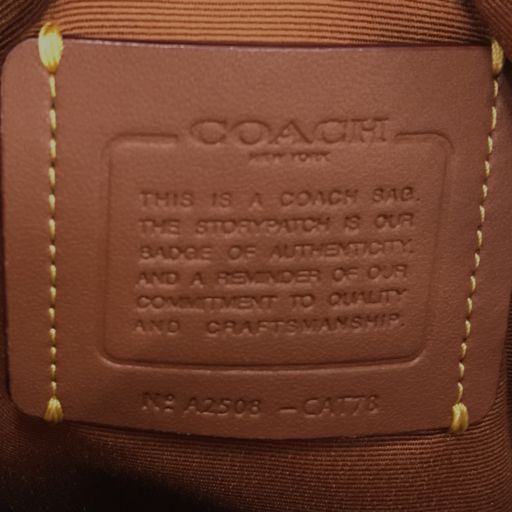 COACH
NEW YORK
THIS IS A COACH BAG.
THE STORYPATCH IS OUR
BADGE OF AUTHENTICITY.
AND A REMINDER OF OUR
COMMITMENT TO QUALITY
AND CRAFTSMANSHIP.
Nº A2508 - CAT78